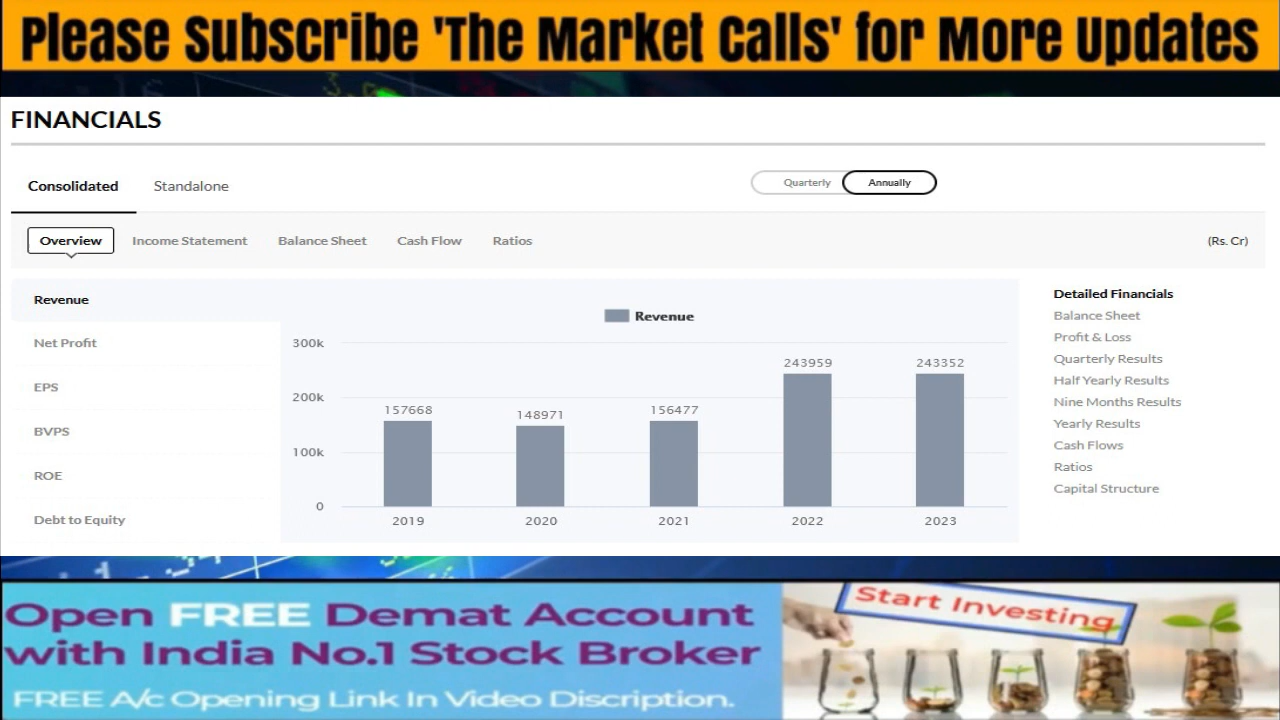 Please Subscribe 'The Market Calls' for More Updates
FINANCIALS
Consolidated Standalone
Quarterly Annually
Overview Income Statement Balance Sheet Cash Flow Ratios (Rs. Cr)
Revenue
Net Profit
EPS
BVPS
ROE
Debt to Equity
Revenue
300k
200k
100k
0
157668 148971 156477 243959 243352
2019 2020 2021 2022 2023
Detailed Financials
Balance Sheet
Profit & Loss
Quarterly Results
Half Yearly Results
Nine Months Results
Yearly Results
Cash Flows
Ratios
Capital Structure
Open FREE Demat Account
with India No.1 Stock Broker
FREE A/c Opening Link In Video Discription.
Start Investing